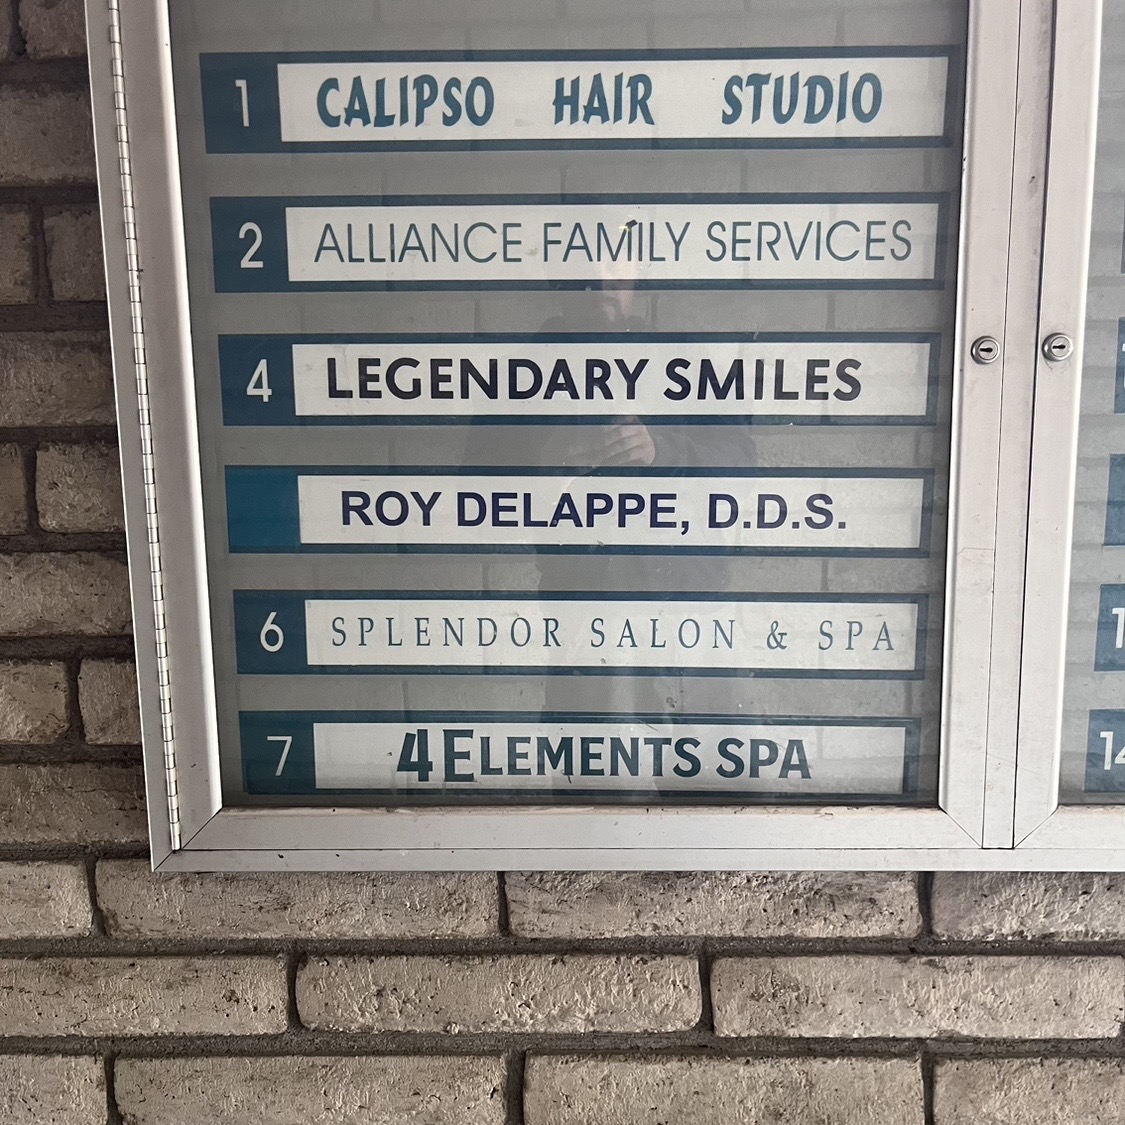 1 CALIPSO HAIR STUDIO
2 ALLIANCE FAMILY SERVICES
4 LEGENDARY SMILES
ROY DELAPPE, D.D.S.
6 SPLENDOR SALON & SPA
7 4ELEMENTS SPA